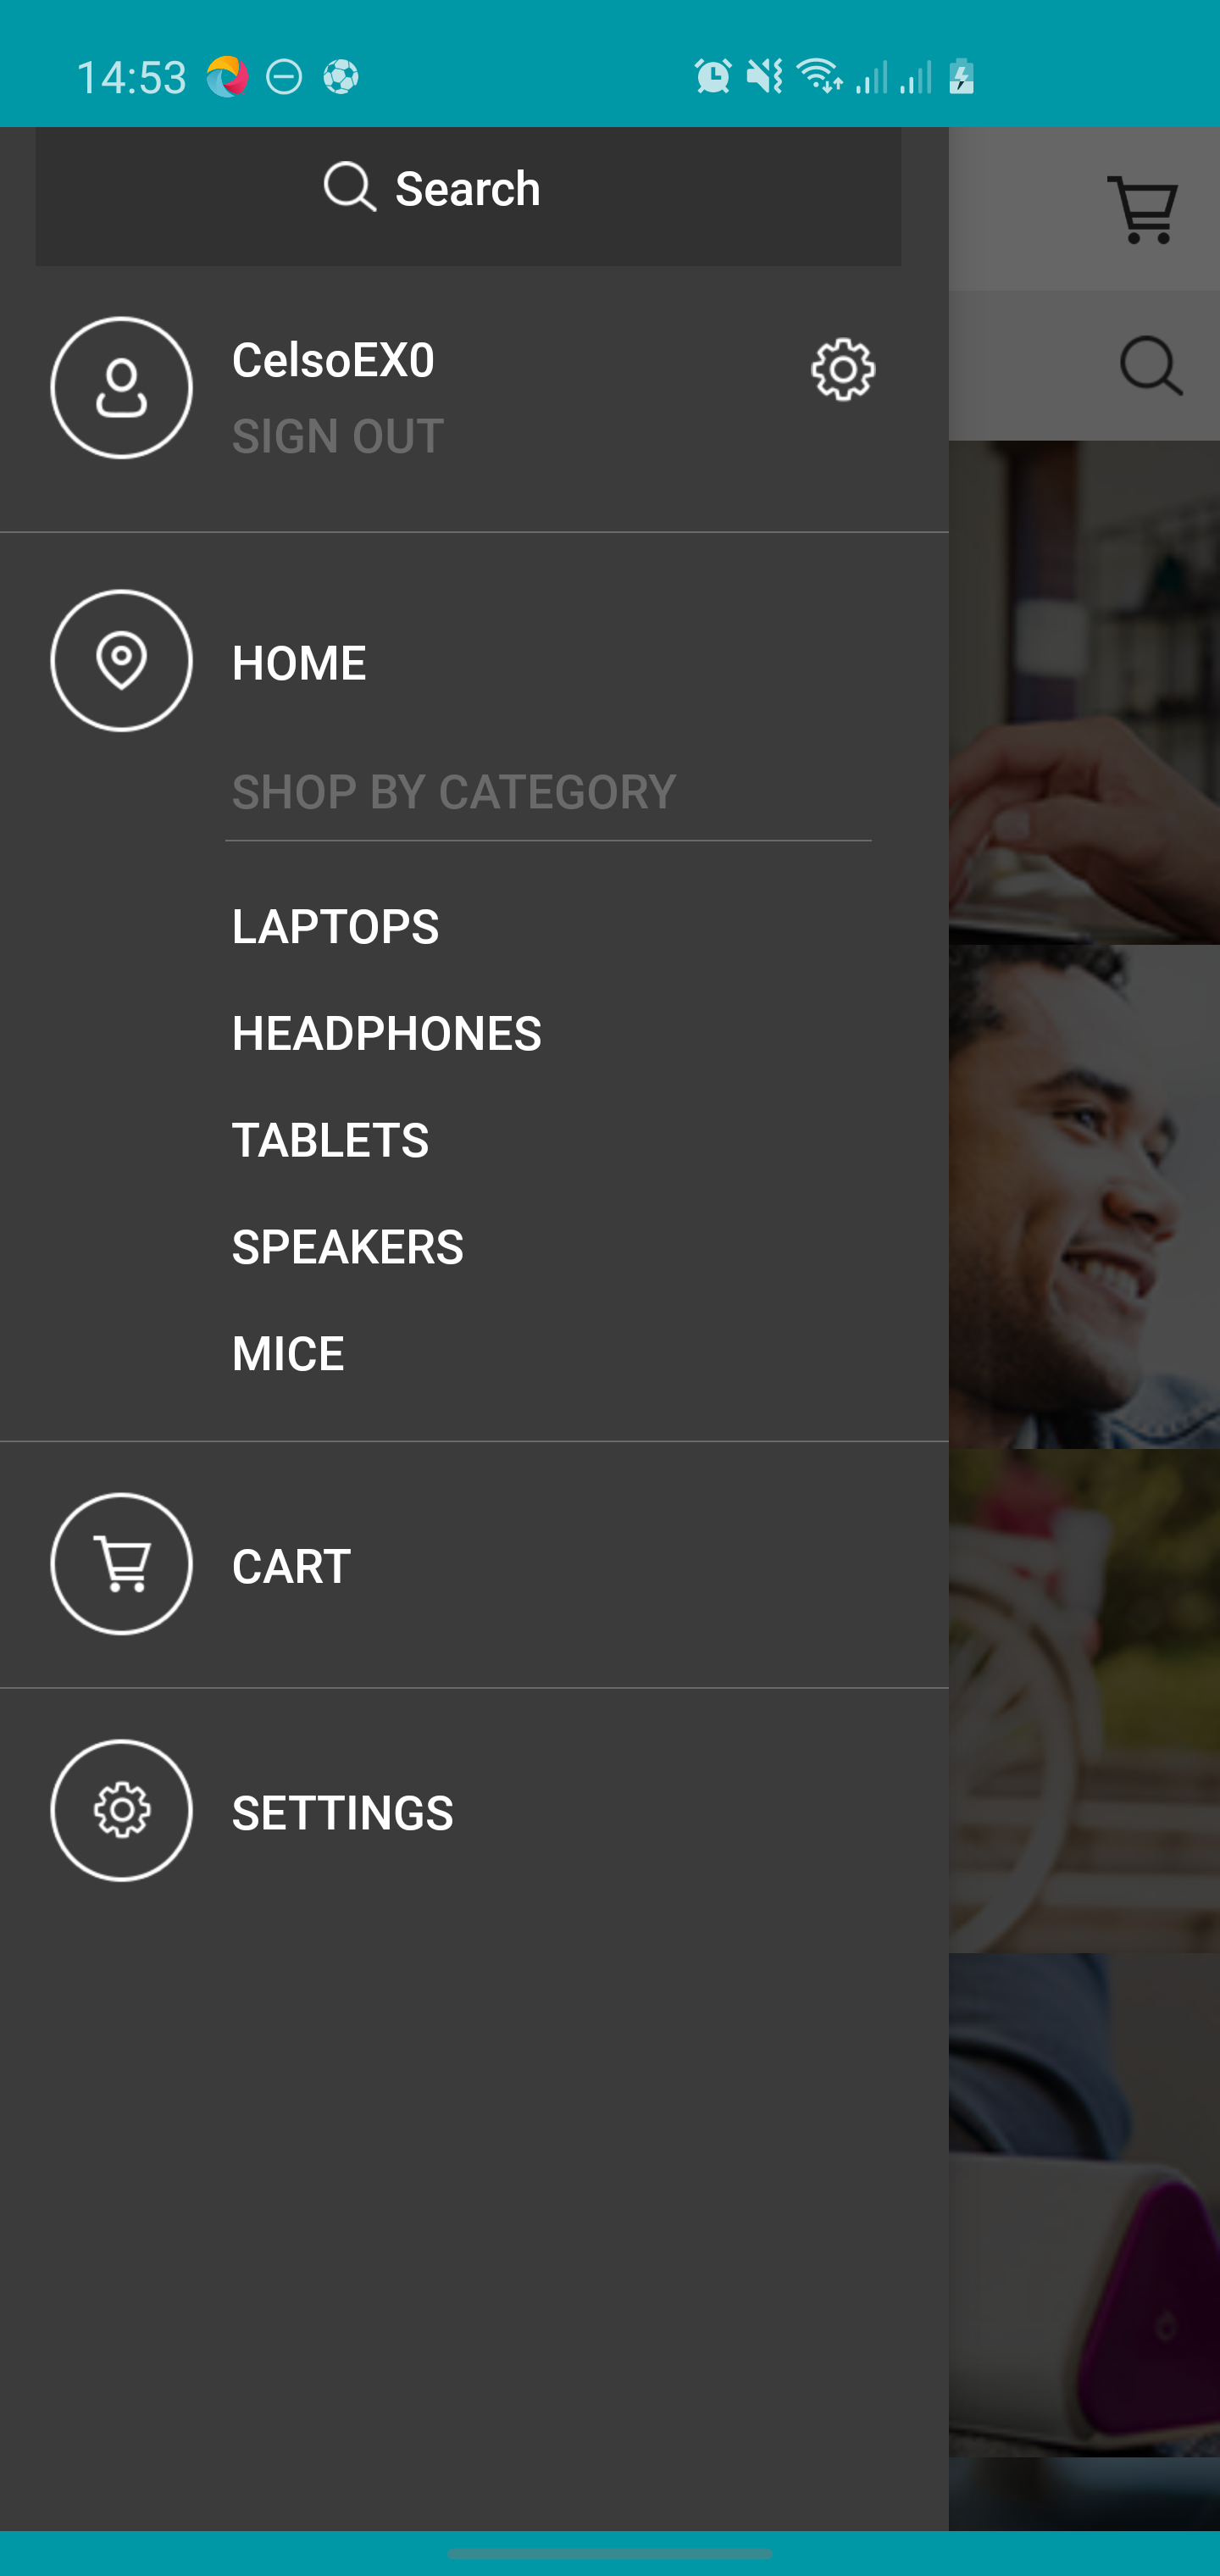 14:53
Search
CelsoEX0
SIGN OUT
HOME
SHOP BY CATEGORY
LAPTOPS
HEADPHONES
TABLETS
SPEAKERS
MICE
CART
SETTINGS